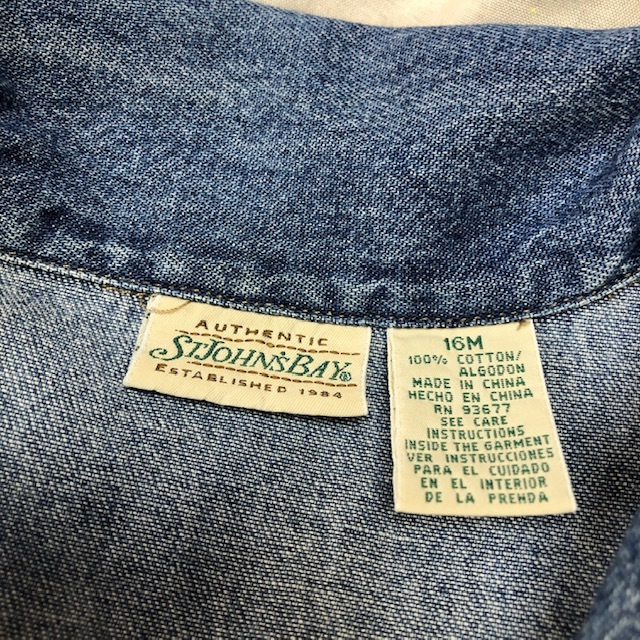 AUTHENTIC
ST.JOHN'S BAY®
ESTABLISHED 1984
16M
100% COTTON/
ALGODON
MADE IN CHINA
HECHO EN CHINA
RN 93677
SEE CARE
INSTRUCTIONS
INSIDE THE GARMENT
VER INSTRUCCIONES
PARA EL CUIDADO
EN EL INTERIOR
DE LA PRENDA